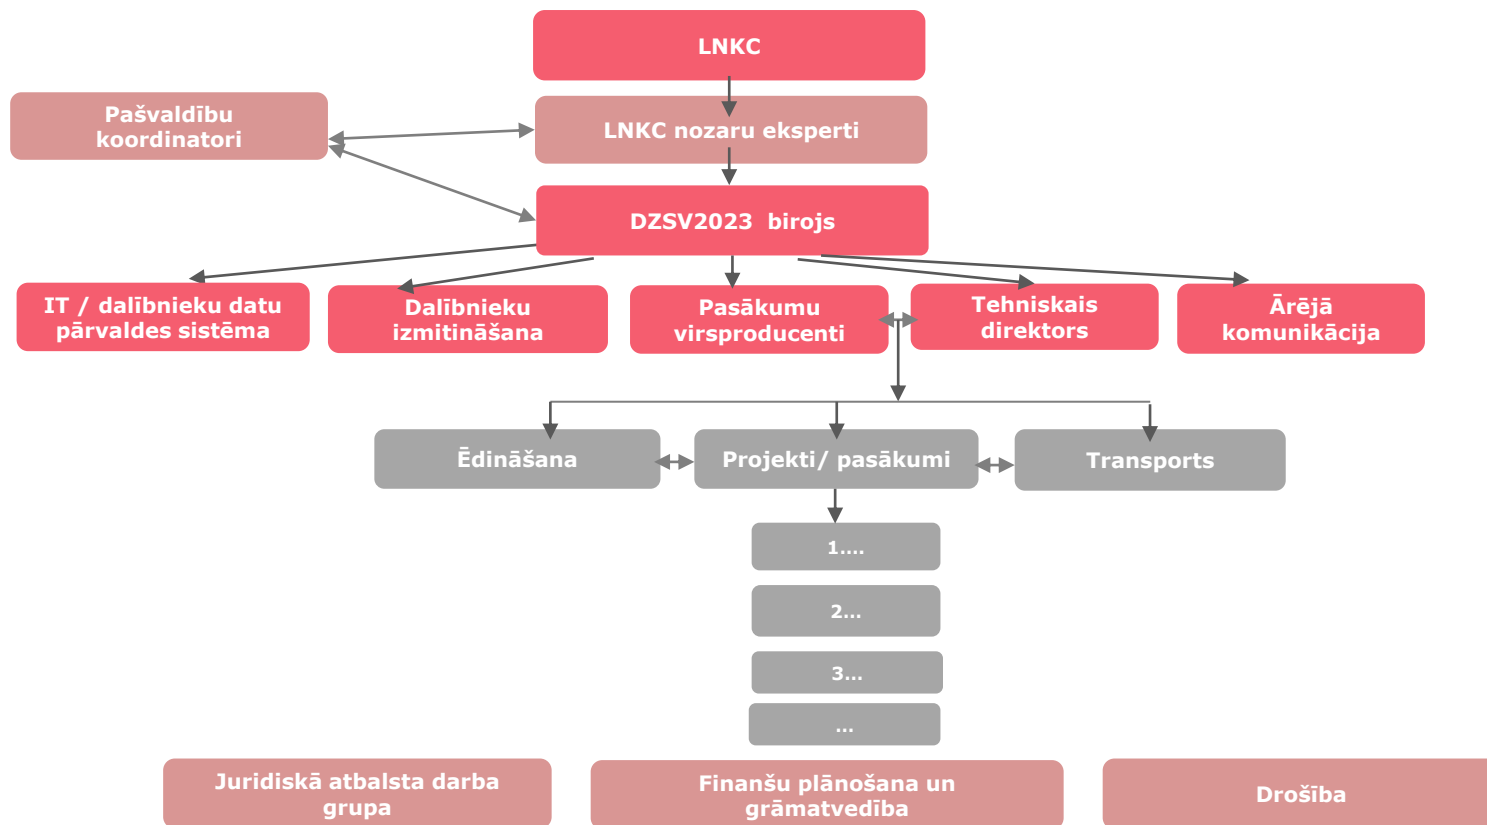 LNKC
Pašvaldību
koordinatori
LNKC nozaru eksperti
DZSV2023 birojs
IT / dalībnieku datu
pārvaldes sistēma
Dalībnieku
izmitināšana
Pasākumu
virsproducenti
Tehniskais
direktors
Ārējā
komunikācija
Ēdināšana
Projekti/ pasākumi
Transports
1....
2...
3...
...
Juridiskā atbalsta darba
grupa
Finanšu plānošana un
grāmatvedība
Drošība